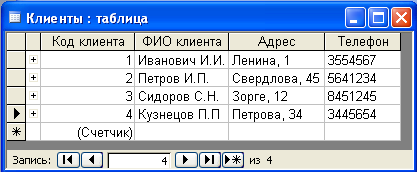 Клиенты : таблица
Код клиента ФИО клиента Адрес Телефон
+ 1 Иванович И.И. Ленина, 1 3554567
+ 2 Петров И.П. Свердлова, 45 5641234
+ 3 Сидоров С.Н. Зорге, 12 8451245
+ 4 Кузнецов П.П Петрова, 34 3445654
(Счетчик)
Запись: 4 из 4